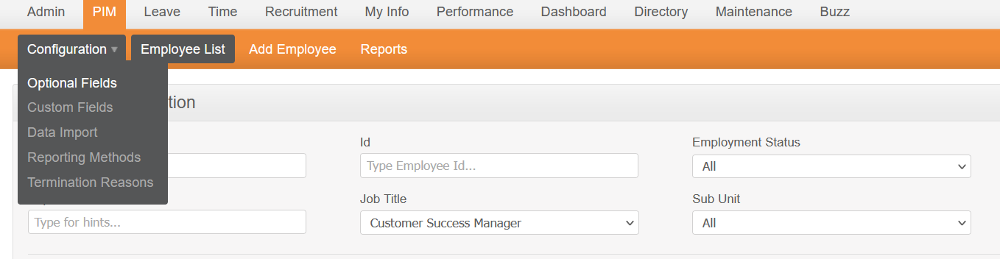 Admin PIM Leave Time Recruitment My Info Performance Dashboard Directory Maintenance Buzz
Configuration Employee List Add Employee Reports
Optional Fields
Custom Fields
tion
Data Import
Id
Employment Status
Reporting Methods
Type Employee Id...
All
Termination Reasons
Job Title
Sub Unit
Type for hints...
Customer Success Manager
All